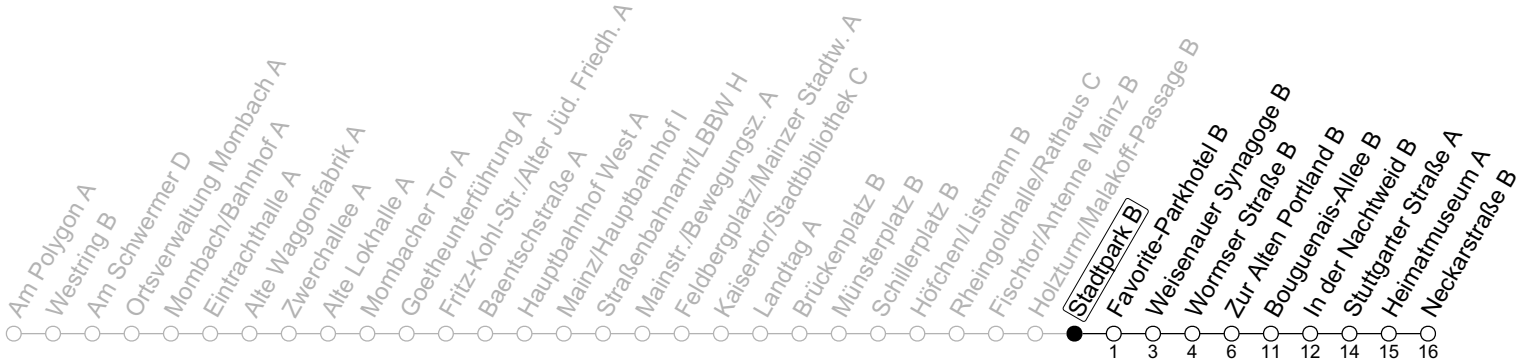 Am Polygon A
Westring B
Am Schwermer D
Ortsverwaltung Mombach A
Mombach/Bahnhof A
Eintrachthalle A
Alte Waggonfabrik A
Zwerchallee A
Alte Lokhalle A
Mombacher Tor A
Goetheunterführung A
Fritz-Kohl-Str./Alter Jüd. Friedh. A
Baentschstraße A
Hauptbahnhof West A
Mainz/Hauptbahnhof I
Straßenbahnamt/LBBW H
Mainstr./Bewegungsz. A
Feldbergplatz/Mainzer Stadtw. A
Kaisertor/Stadtbibliothek C
Landtag A
Brückenplatz B
Münsterplatz B
Schillerplatz B
Höfchen/Listmann B
Rheingoldhalle/Rathaus C
Fischtor/Antenne Mainz B
Holzturm/Malakoff-Passage B
Stadtpark B
Favorite-Parkhotel B
Weisenauer Synagoge B
Wormser Straße B
Zur Alten Portland B
Bouguenais-Allee B
In der Nachtweid B
Stuttgarter Straße A
Heimatmuseum A
Neckarstraße B
1 3 4 6 11 12 14 15 16